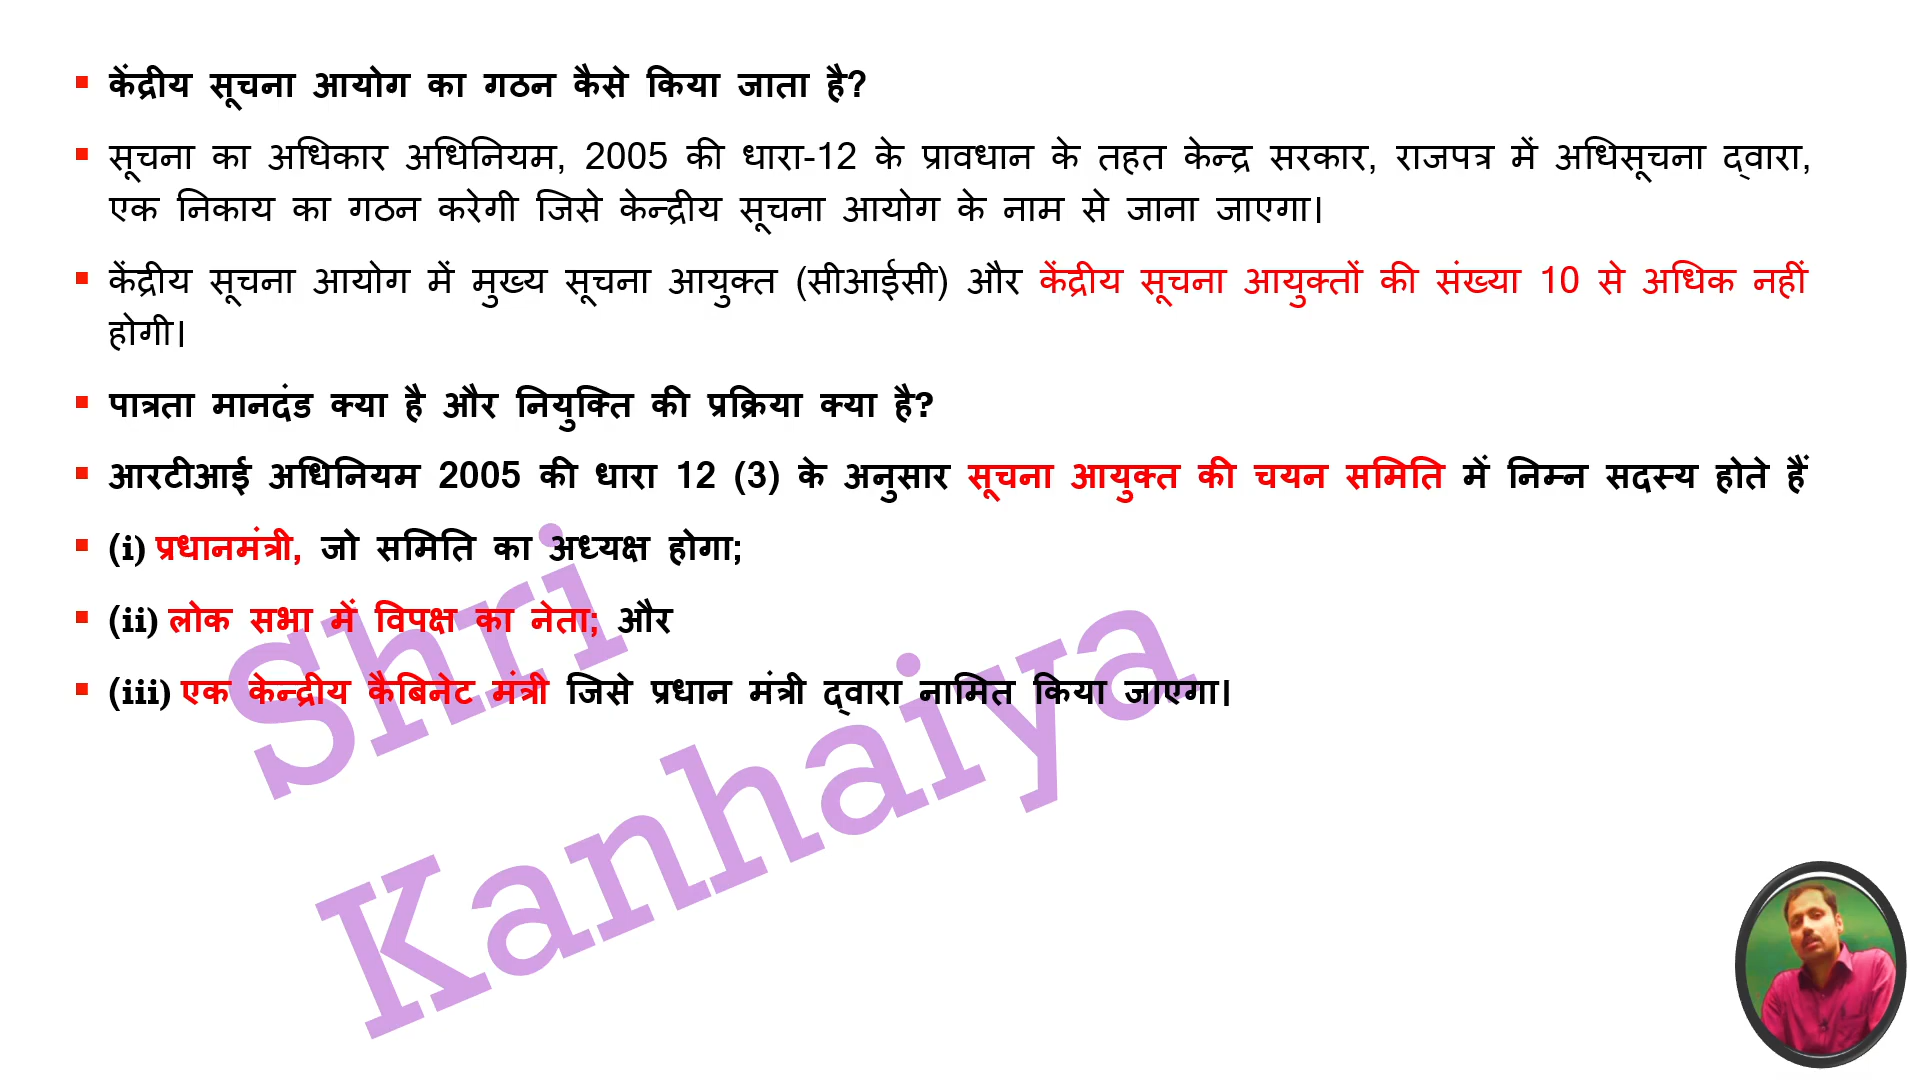 केंद्रीय सूचना आयोग का गठन कैसे किया जाता है?
सूचना का अधिकार अधिनियम, 2005 की धारा-12 के प्रावधान के तहत केन्द्र सरकार, राजपत्र में अधिसूचना द्वारा,
एक निकाय का गठन करेगी जिसे केन्द्रीय सूचना आयोग के नाम से जाना जाएगा।
केंद्रीय सूचना आयोग में मुख्य सूचना आयुक्त (सीआईसी) और केंद्रीय सूचना आयुक्तों की संख्या 10 से अधिक नहीं
होगी।
पात्रता मानदंड क्या है और नियुक्ति की प्रक्रिया क्या है?
आरटीआई अधिनियम 2005 की धारा 12 (3) के अनुसार सूचना आयुक्त की चयन समिति में निम्न सदस्य होते हैं
(i) प्रधानमंत्री, जो समिति का अध्यक्ष होगा;
(ii) लोक सभा में विपक्ष का नेता; और
(iii) एक केन्द्रीय कैबिनेट मंत्री जिसे प्रधान मंत्री द्वारा नामित किया जाएगा।
Shri
Kanhaiya